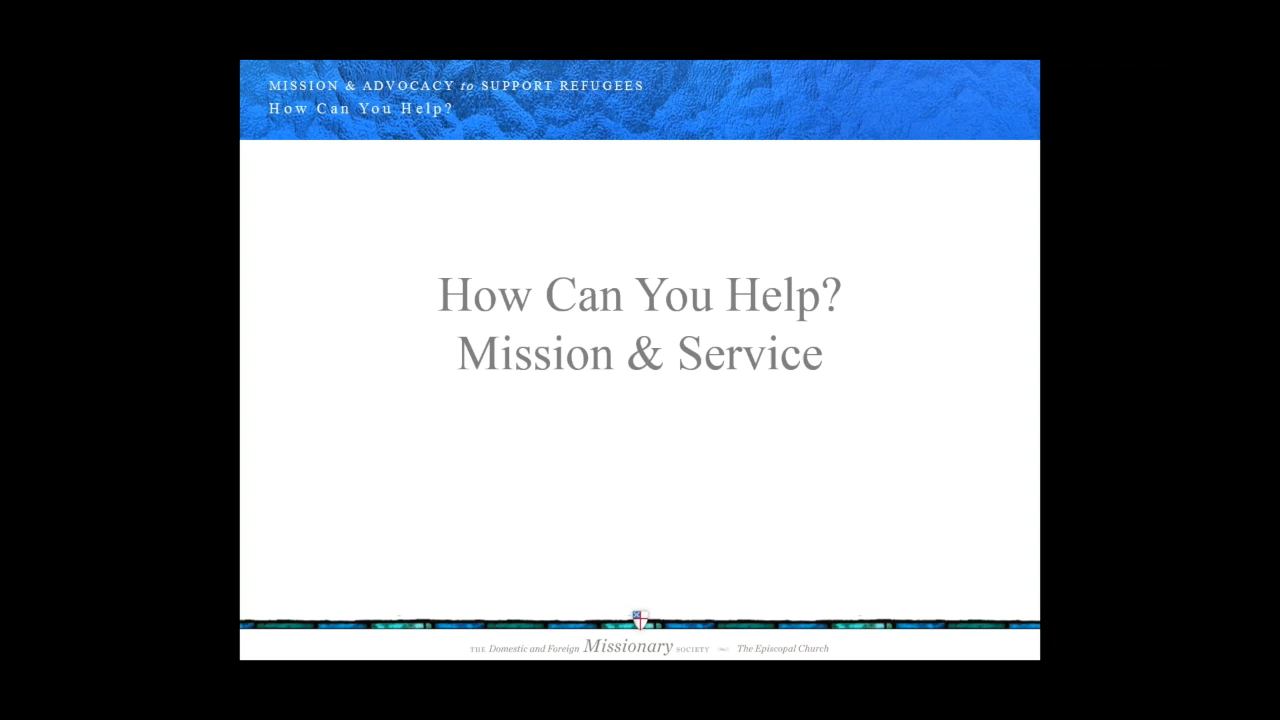 MISSION & ADVOCACY to SUPPORT REFUGEES
How Can You Help?
How Can You Help?
Mission & Service
THE Domestic and Foreign Missionary SOCIETY The Episcopal Church